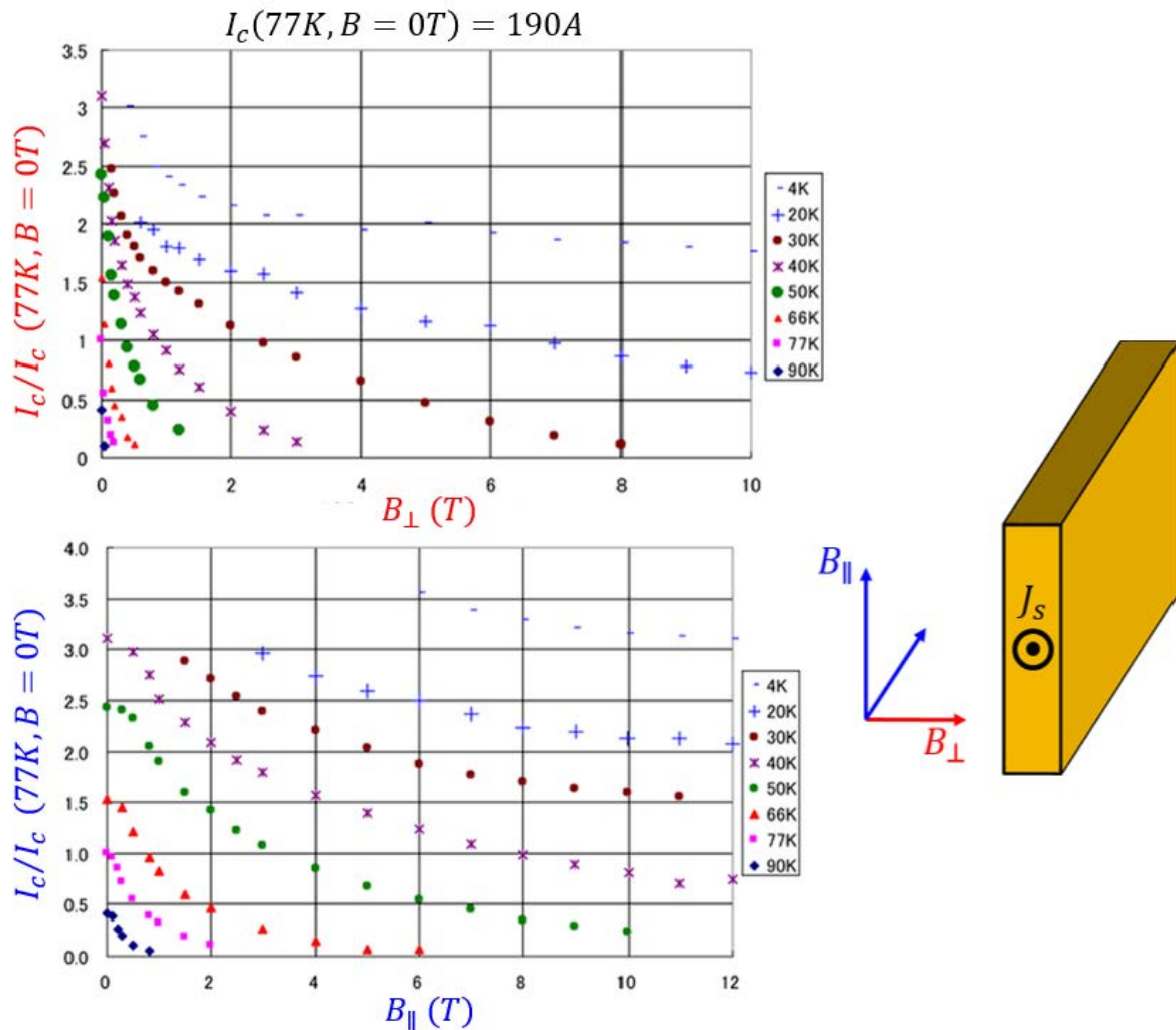 I_c(77K, B = 0T) = 190A
I_c/I_c (77K, B = 0T)
3.5
3
2.5
2
1.5
1
0.5
0
0 2 4 6 8 10
B_⊥ (T)
4K
20K
30K
40K
50K
66K
77K
90K
I_c/I_c (77K, B = 0T)
4.0
3.5
3.0
2.5
2.0
1.5
1.0
0.5
0.0
0 2 4 6 8 10 12
B_∥ (T)
4K
20K
30K
40K
50K
66K
77K
90K
B_∥
B_⊥
J_s